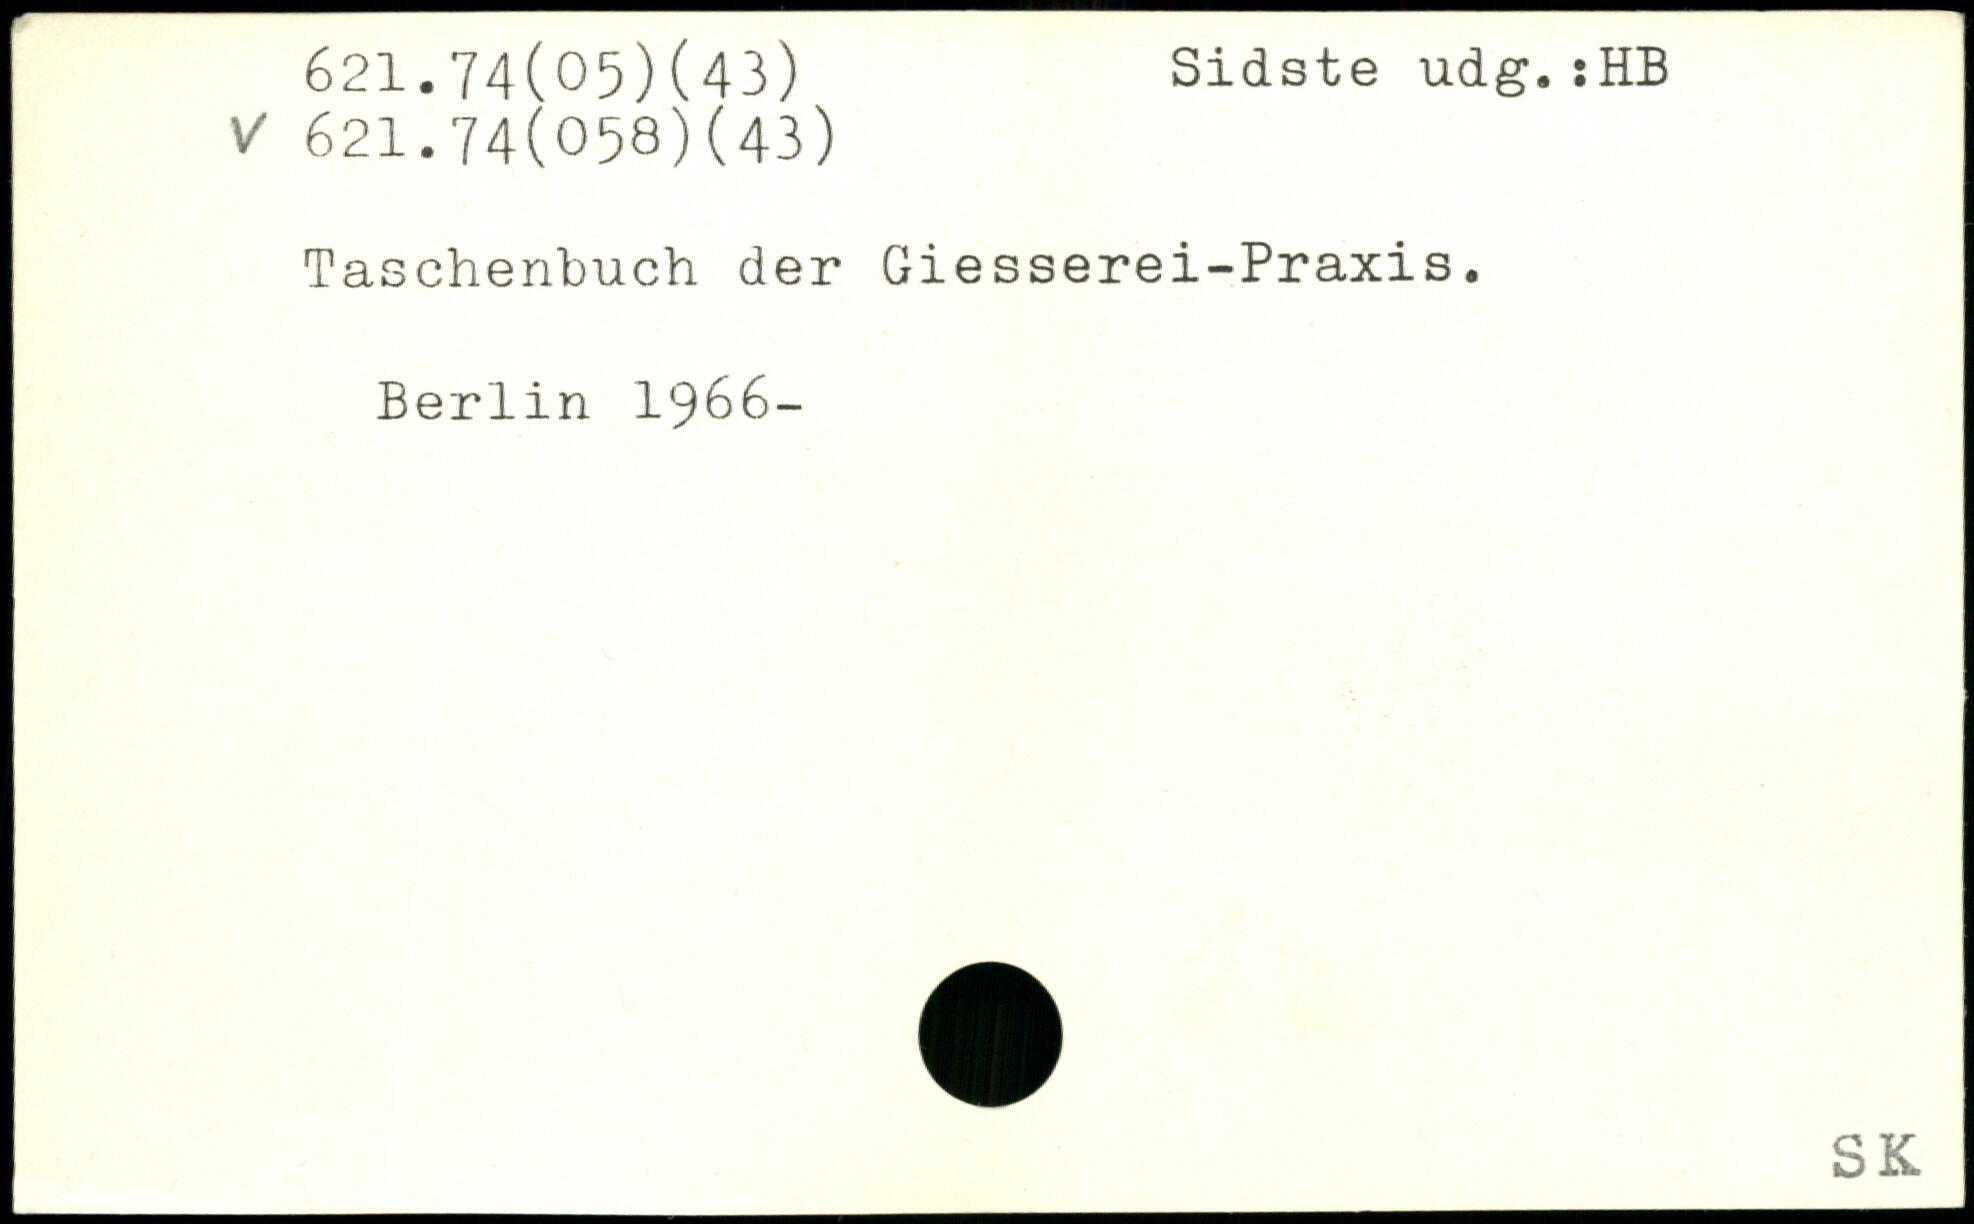 621.74(05)(43) Sidste udg.:HB
v 621.74(058)(43)
Taschenbuch der Giesserei-Praxis.
Berlin 1966-
SK